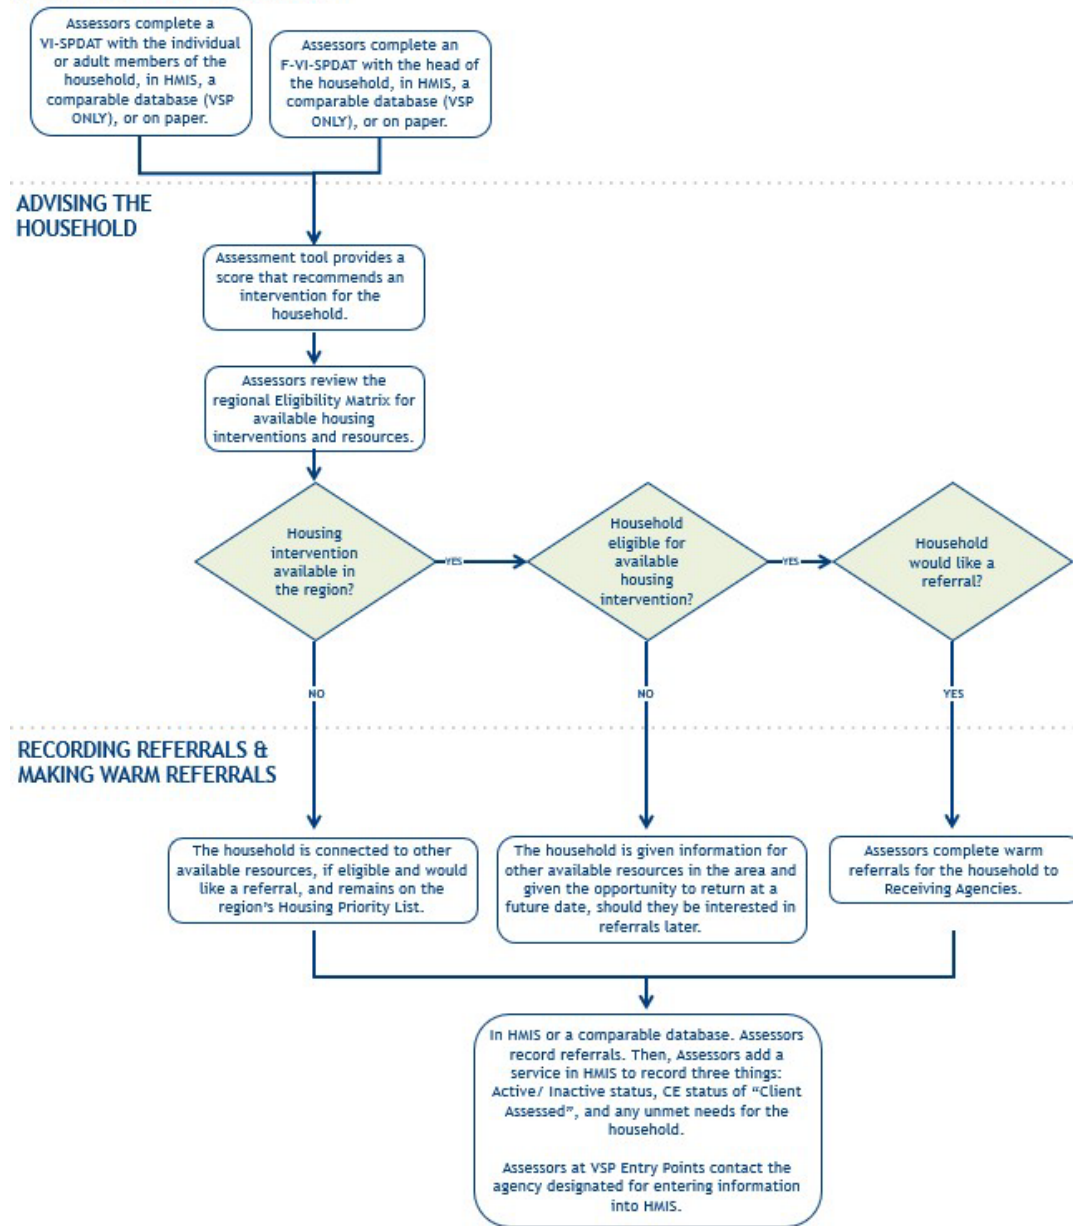 Assessors complete a
VI-SPDAT with the individual
or adult members of the
household, in HMIS, a
comparable database (VSP
ONLY), or on paper.
Assessors complete an
F-VI-SPDAT with the head of
the household, in HMIS, a
comparable database (VSP
ONLY), or on paper.
ADVISING THE
HOUSEHOLD
Assessment tool provides a
score that recommends an
intervention for the
household.
Assessors review the
regional Eligibility Matrix for
available housing
interventions and resources.
Housing
intervention
available in
the region?
YES
Household
eligible for
available
housing
intervention?
YES
Household
would like a
referral?
NO
NO
YES
RECORDING REFERRALS &
MAKING WARM REFERRALS
The household is connected to other
available resources, if eligible and would
like a referral, and remains on the
region's Housing Priority List.
The household is given information for
other available resources in the area and
given the opportunity to return at a
future date, should they be interested in
referrals later.
Assessors complete warm
referrals for the household to
Receiving Agencies.
In HMIS or a comparable database. Assessors
record referrals. Then, Assessors add a
service in HMIS to record three things:
Active/ Inactive status, CE status of “Client
Assessed”, and any unmet needs for the
household.
Assessors at VSP Entry Points contact the
agency designated for entering information
into HMIS.